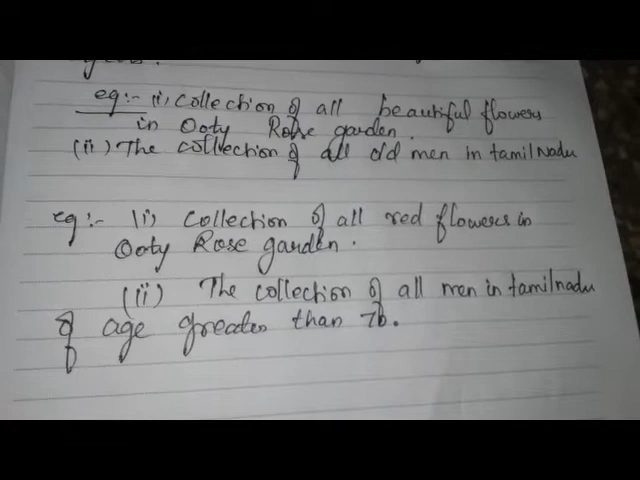 eg:- (i) collection of all beautiful flowers
in Ooty Rose garden.
(ii) The collection of all old men in tamil Nadu
eg:- (i) collection of all red flowers in
Ooty Rose garden.
(ii) The collection of all men in tamilnadu
of age greater than